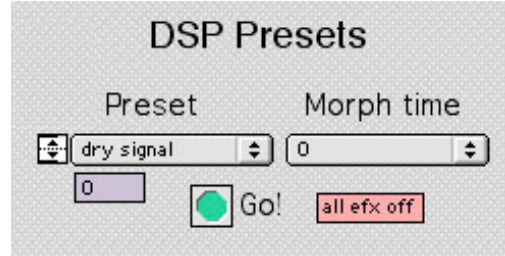 DSP Presets
Preset Morph time
dry signal 0
0
Go! all efx off